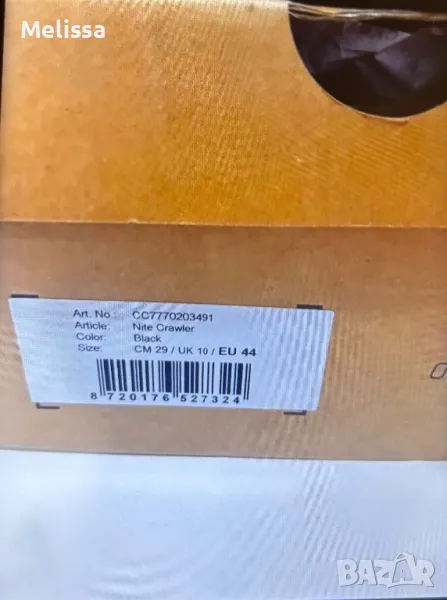 Melissa
Art. No.: CC7770203491
Article: Nite Crawler
Color: Black
Size: CM 29 / UK 10 / EU 44
8 720176 527324
BAZAR